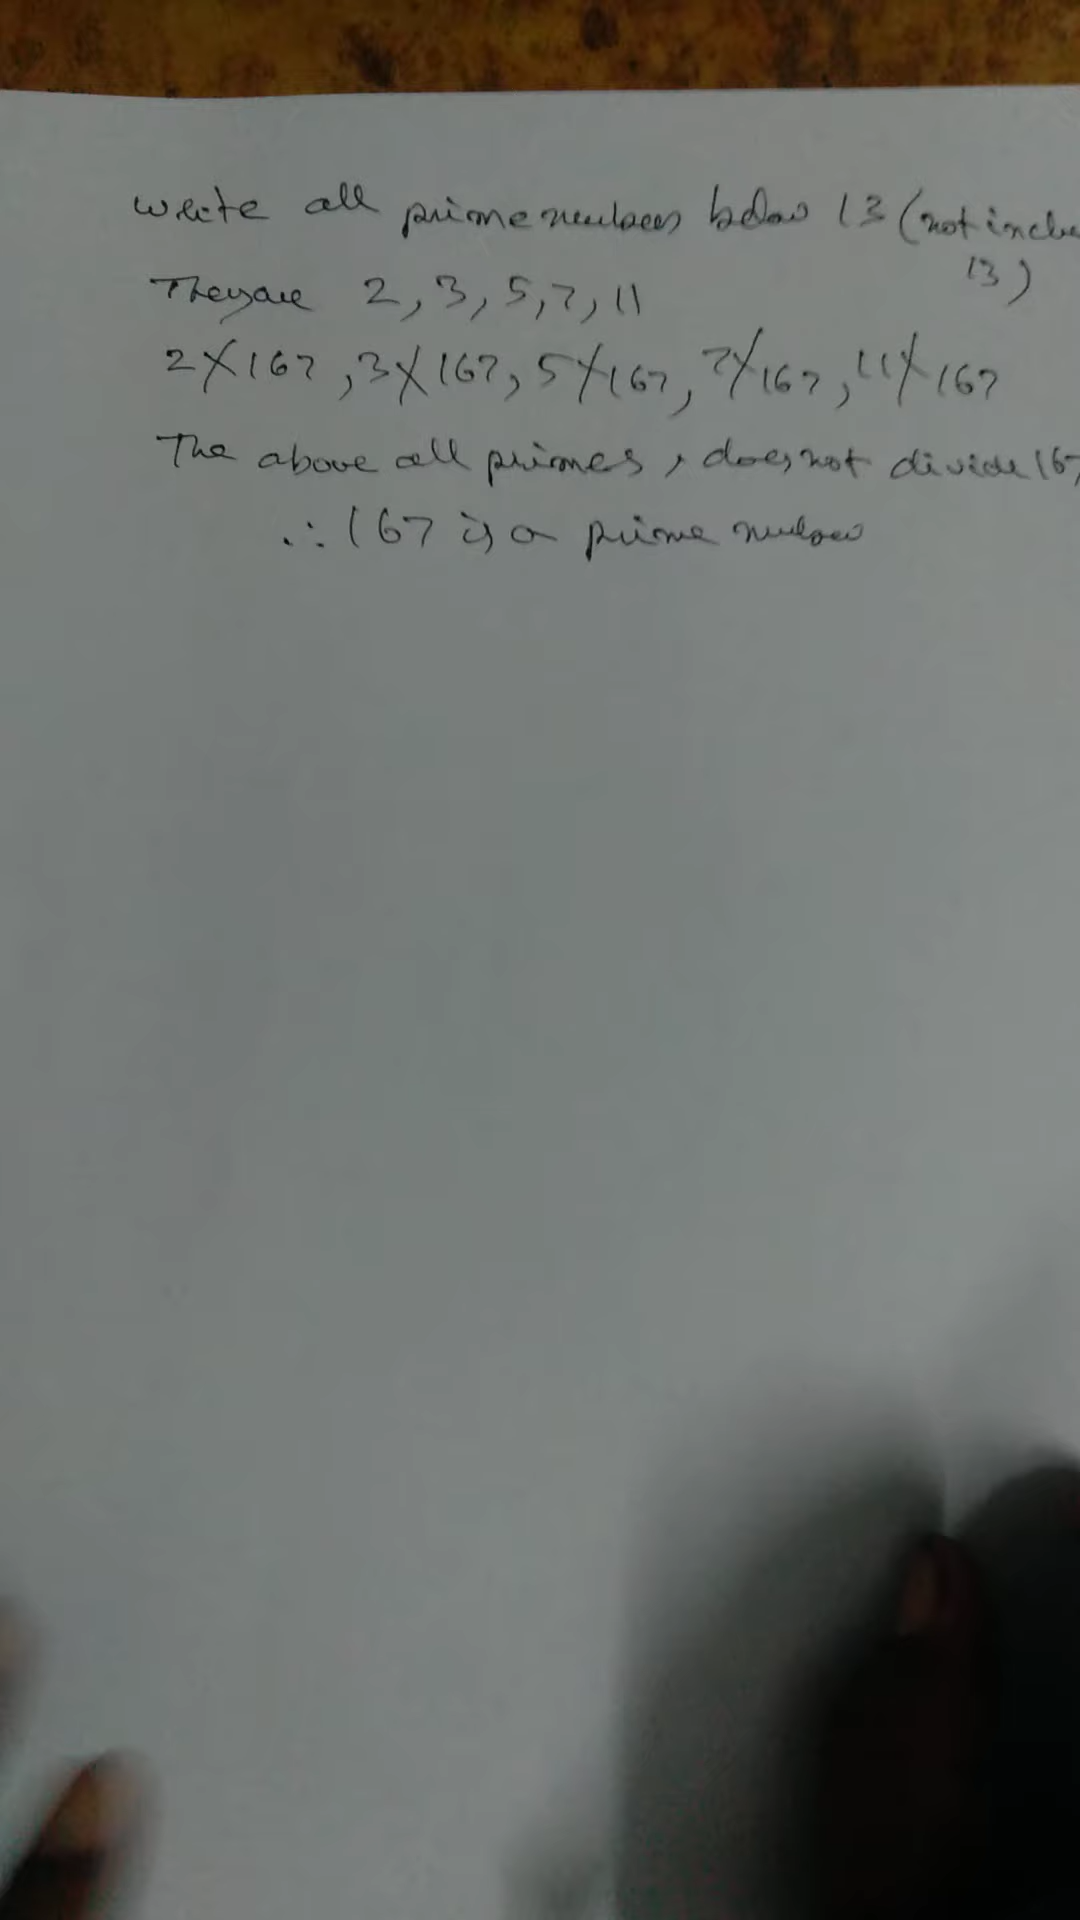 write all prime numbers below 13 (not inclu
13)
They are 2, 3, 5, 7, 11
2∤167, 3∤167, 5∤167, 7∤167, 11∤167
The above all primes, does not divide 167
∴ 167 is a prime number